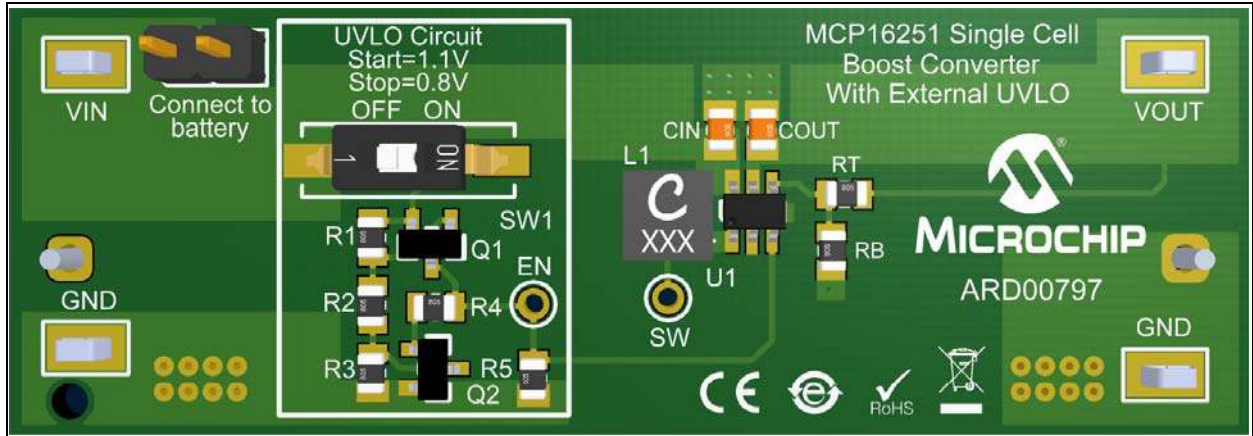 UVLO Circuit
Start=1.1V
Stop=0.8V
OFF ON
1
ON
VIN
Connect to
battery
MCP16251 Single Cell
Boost Converter
With External UVLO
VOUT
CIN
COUT
L1
C
XXX
RT
RB
U1
SW
SW1
R1
Q1
EN
R2
R4
R3
R5
Q2
GND
MICROCHIP
®
ARD00797
GND
CE
e
RoHS